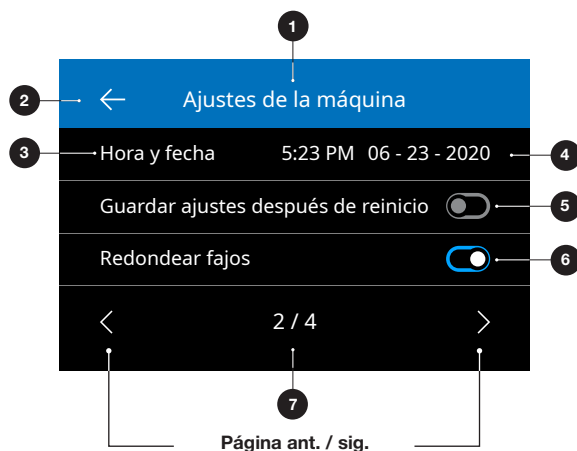 1
2
Ajustes de la máquina
3
Hora y fecha 5:23 PM 06 - 23 - 2020
4
Guardar ajustes después de reinicio
5
Redondear fajos
6
2 / 4
7
Página ant. / sig.